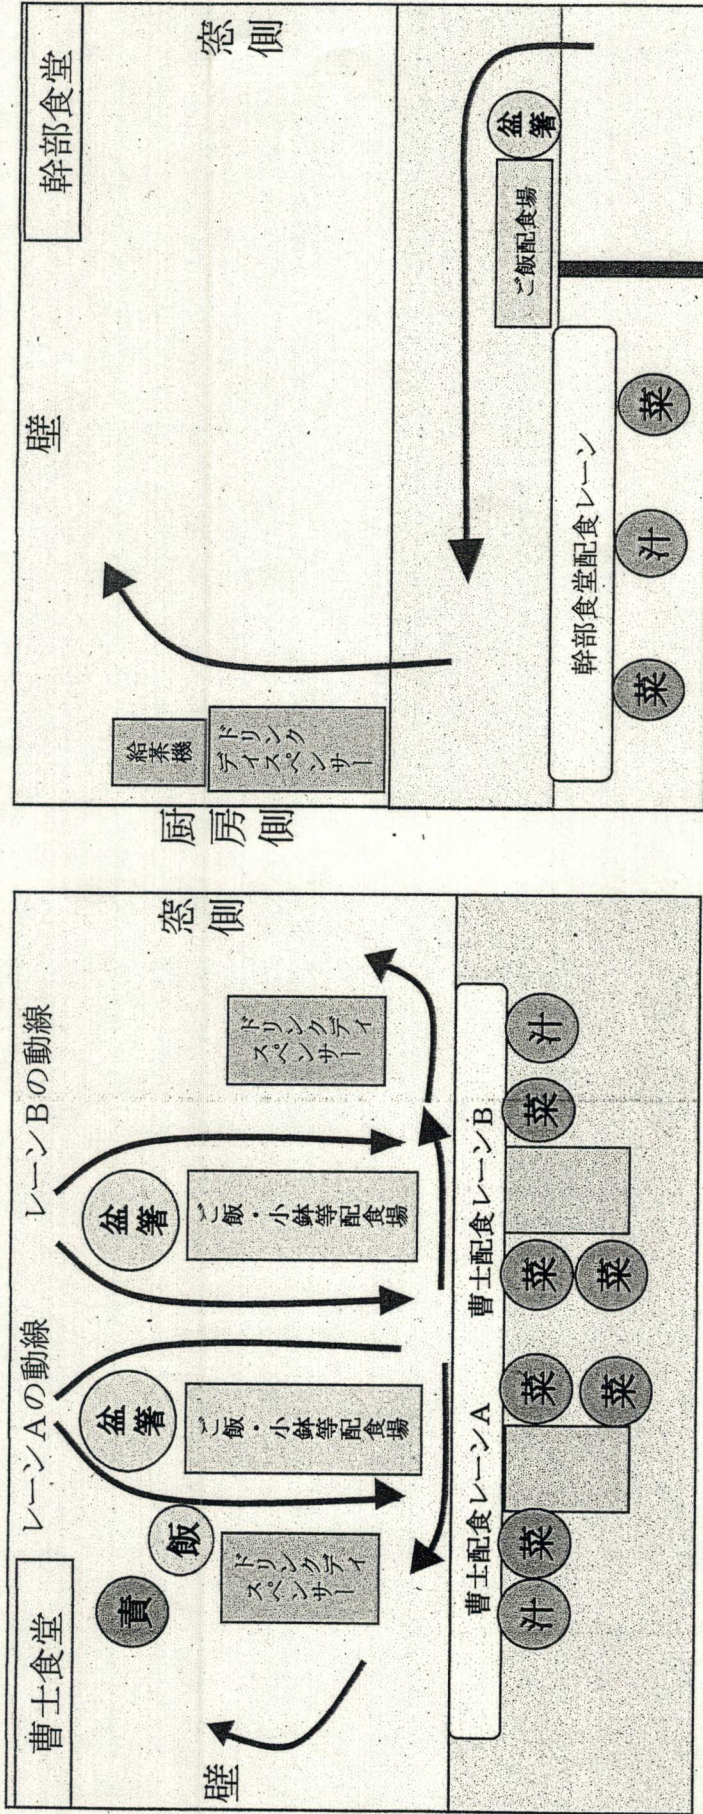 曹士食堂
レーンAの動線
レーンBの動線
窓側
壁
責
飯
盆
箸
盆
箸
ドリンクディ
スペンサー
ご飯・小鉢等配食場
ご飯・小鉢等配食場
ドリンクディ
スペンサー
曹士配食レーンA
曹士配食レーンB
汁
菜
菜
菜
菜
菜
菜
汁
幹部食堂
壁
窓側
厨房側
給茶機
ドリンク
ディスペンサー
盆
箸
ご飯配食場
幹部食堂配食レーン
菜
汁
菜